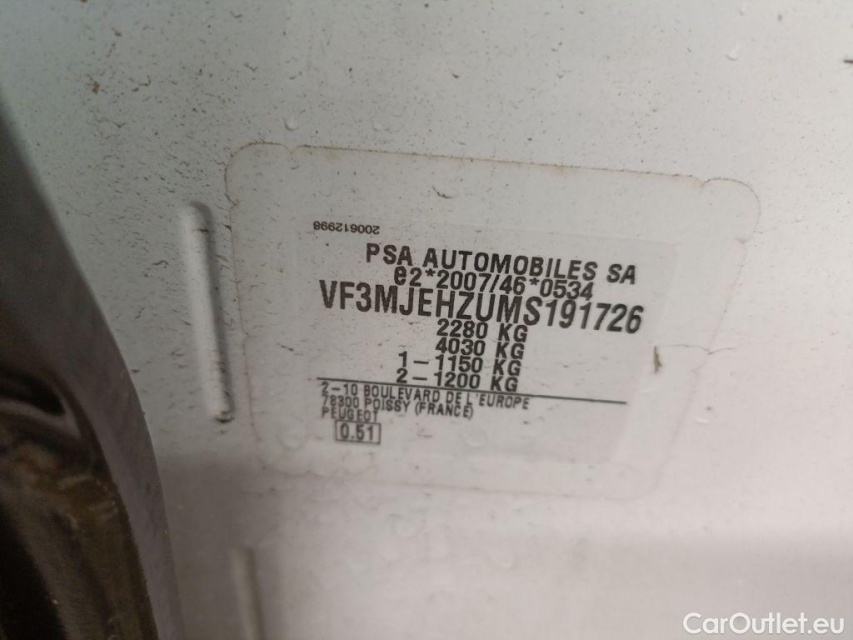 200612998
PSA AUTOMOBILES SA
e2*2007/46*0534
VF3MJEHZUMS191726
2280 KG
4030 KG
1-1150 KG
2-1200 KG
2-10 BOULEVARD DE L'EUROPE
78300 POISSY (FRANCE)
PEUGEOT
0.51
CarOutlet.eu